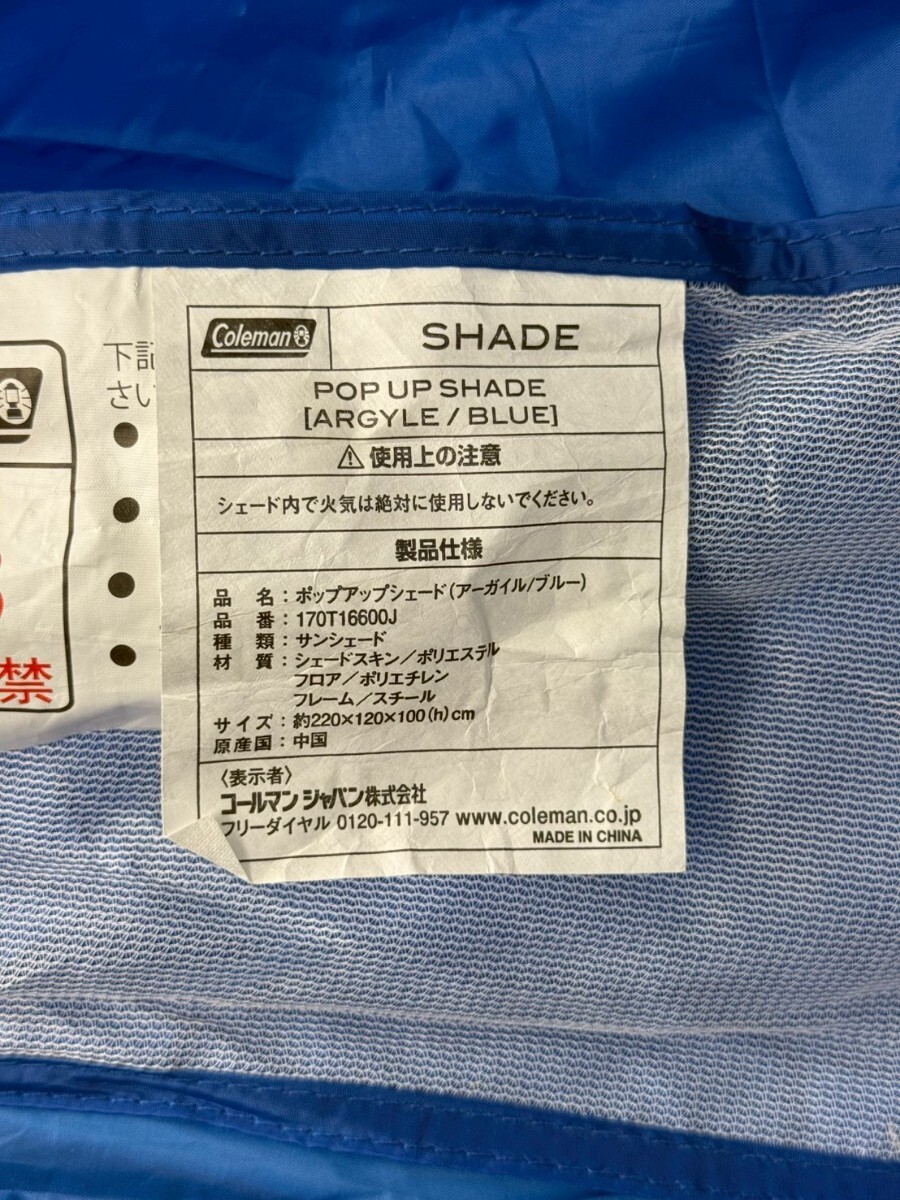 Coleman
SHADE
POP UP SHADE
[ARGYLE / BLUE]
⚠使用上の注意
シェード内で火気は絶対に使用しないでください。
製品仕様
品　名：ポップアップシェード(アーガイル/ブルー)
品　番：170T16600J
種　類：サンシェード
材　質：シェードスキン／ポリエステル
フロア／ポリエチレン
フレーム／スチール
サイズ：約220×120×100(h)cm
原産国：中国
〈表示者〉
コールマン ジャパン株式会社
フリーダイヤル 0120-111-957 www.coleman.co.jp
MADE IN CHINA
下記
さい
●
●
●
●
禁